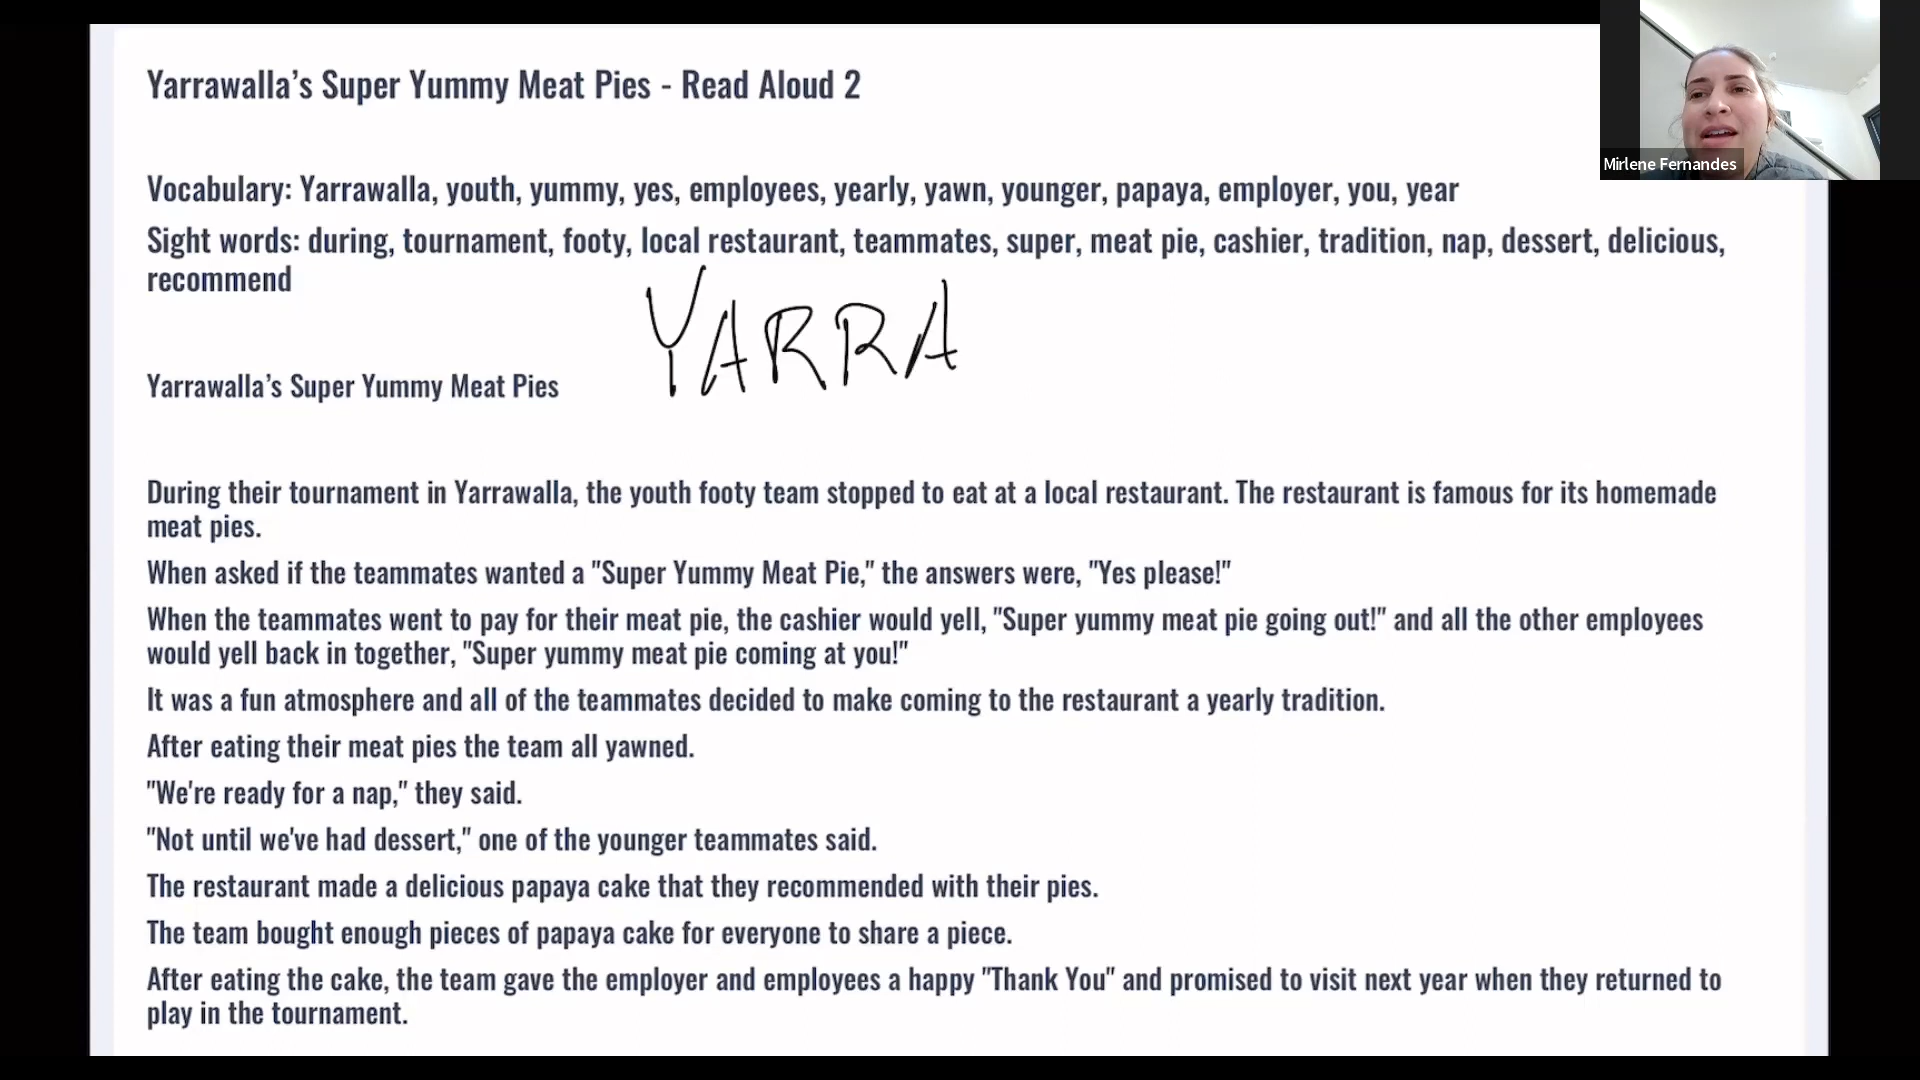 Yarrawalla’s Super Yummy Meat Pies - Read Aloud 2
Mirlene Fernandes
Vocabulary: Yarrawalla, youth, yummy, yes, employees, yearly, yawn, younger, papaya, employer, you, year
Sight words: during, tournament, footy, local restaurant, teammates, super, meat pie, cashier, tradition, nap, dessert, delicious,
recommend
YARRA
Yarrawalla’s Super Yummy Meat Pies
During their tournament in Yarrawalla, the youth footy team stopped to eat at a local restaurant. The restaurant is famous for its homemade
meat pies.
When asked if the teammates wanted a "Super Yummy Meat Pie," the answers were, "Yes please!"
When the teammates went to pay for their meat pie, the cashier would yell, "Super yummy meat pie going out!" and all the other employees
would yell back in together, "Super yummy meat pie coming at you!"
It was a fun atmosphere and all of the teammates decided to make coming to the restaurant a yearly tradition.
After eating their meat pies the team all yawned.
"We're ready for a nap," they said.
"Not until we've had dessert," one of the younger teammates said.
The restaurant made a delicious papaya cake that they recommended with their pies.
The team bought enough pieces of papaya cake for everyone to share a piece.
After eating the cake, the team gave the employer and employees a happy "Thank You" and promised to visit next year when they returned to
play in the tournament.